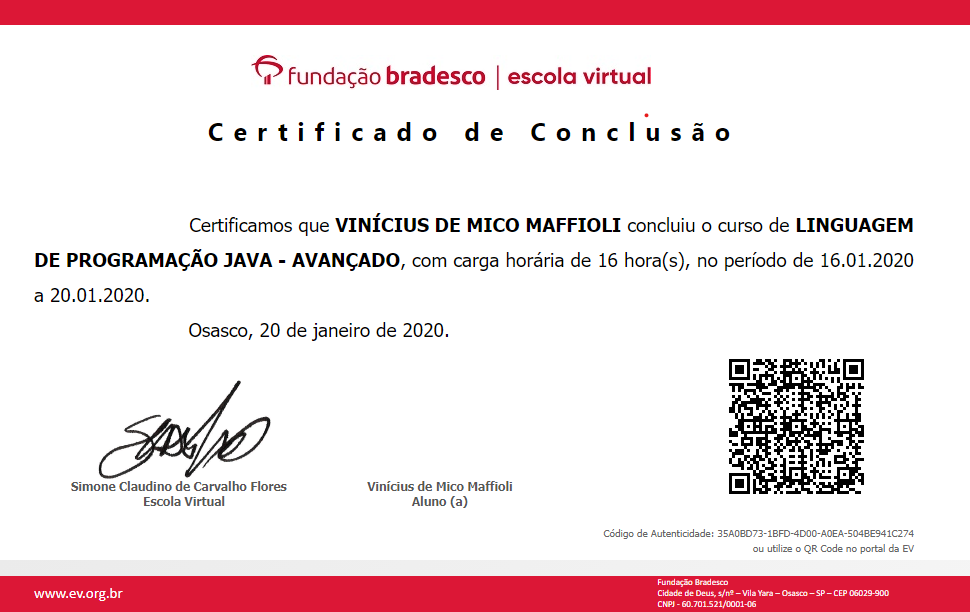 fundação bradesco | escola virtual
Certificado de Conclusão
Certificamos que VINÍCIUS DE MICO MAFFIOLI concluiu o curso de LINGUAGEM
DE PROGRAMAÇÃO JAVA - AVANÇADO, com carga horária de 16 hora(s), no período de 16.01.2020
a 20.01.2020.
Osasco, 20 de janeiro de 2020.
Simone Claudino de Carvalho Flores
Escola Virtual
Vinícius de Mico Maffioli
Aluno (a)
Código de Autenticidade: 35A0BD73-1BFD-4D00-A0EA-504BE941C274
ou utilize o QR Code no portal da EV
www.ev.org.br
Fundação Bradesco
Cidade de Deus, s/nº – Vila Yara – Osasco – SP – CEP 06029-900
CNPJ - 60.701.521/0001-06